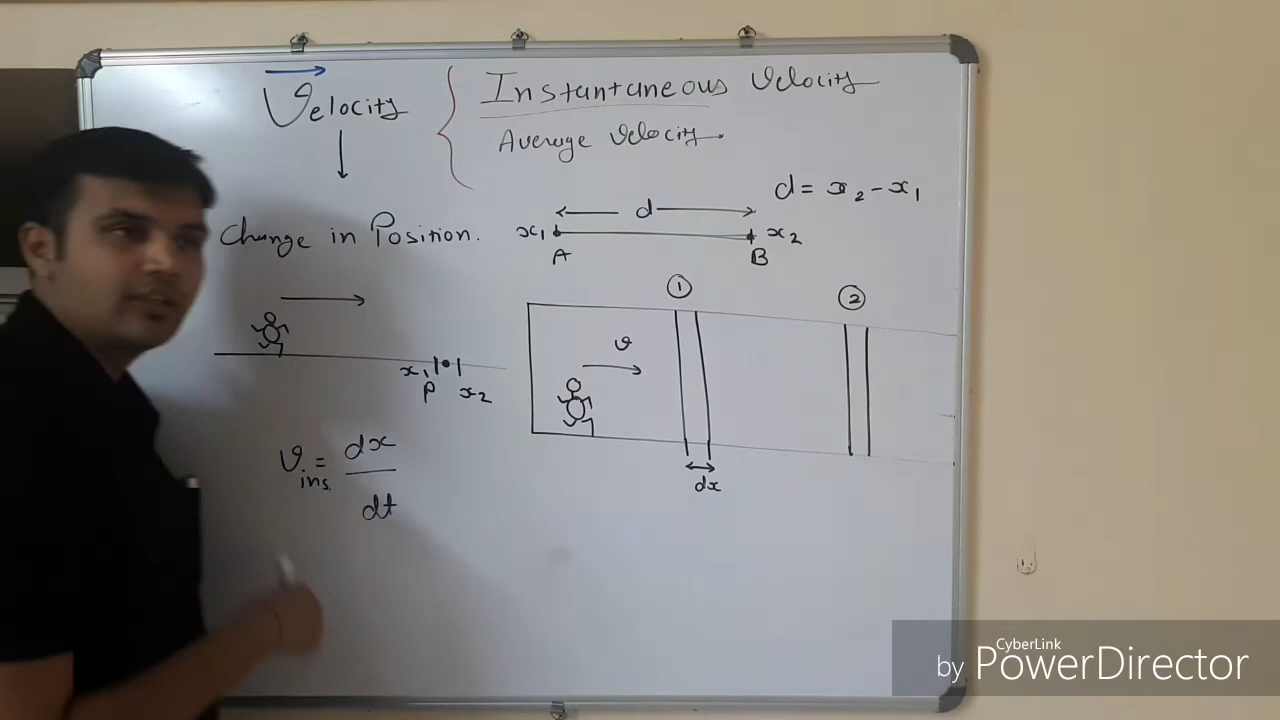 Velocity
Instantaneous Velocity
Average Velocity.
Change in Position.
d = x₂ - x₁
d
x₁
x₂
A
B
①
②
v
x₁
P
x₂
v ins. = dx
dt
dx
CyberLink
by PowerDirector